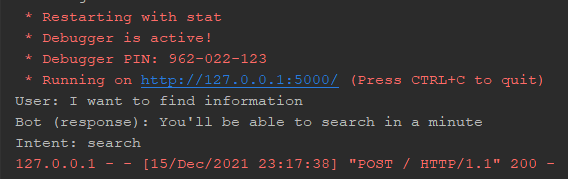 * Restarting with stat
* Debugger is active!
* Debugger PIN: 962-022-123
* Running on http://127.0.0.1:5000/ (Press CTRL+C to quit)
User: I want to find information
Bot (response): You'll be able to search in a minute
Intent: search
127.0.0.1 - - [15/Dec/2021 23:17:38] "POST / HTTP/1.1" 200 -